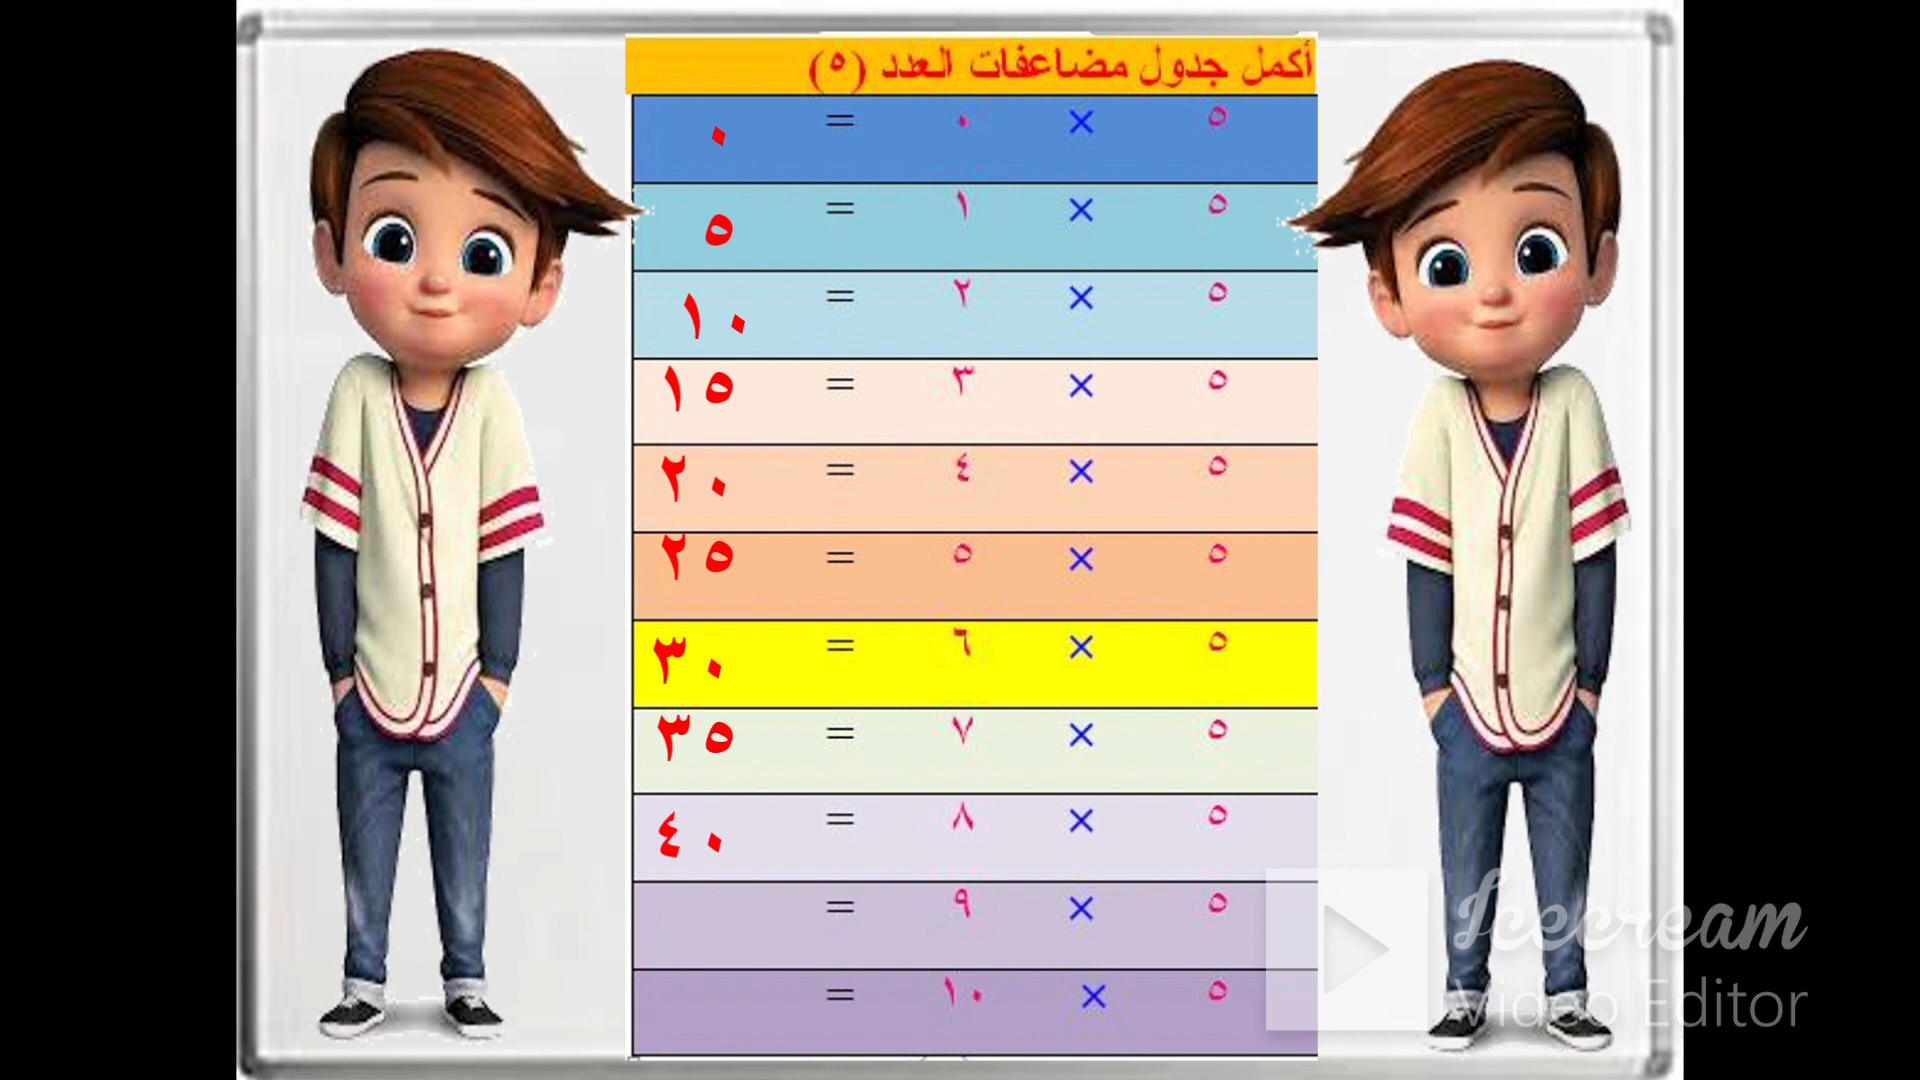 أكمل جدول مضاعفات العدد (٥)
٥ × ٠ = ٠
٥ × ١ = ٥
٥ × ٢ = ١٠
٥ × ٣ = ١٥
٥ × ٤ = ٢٠
٥ × ٥ = ٢٥
٥ × ٦ = ٣٠
٥ × ٧ = ٣٥
٥ × ٨ = ٤٠
٥ × ٩ =
٥ × ١٠ =
Icecream
Video Editor